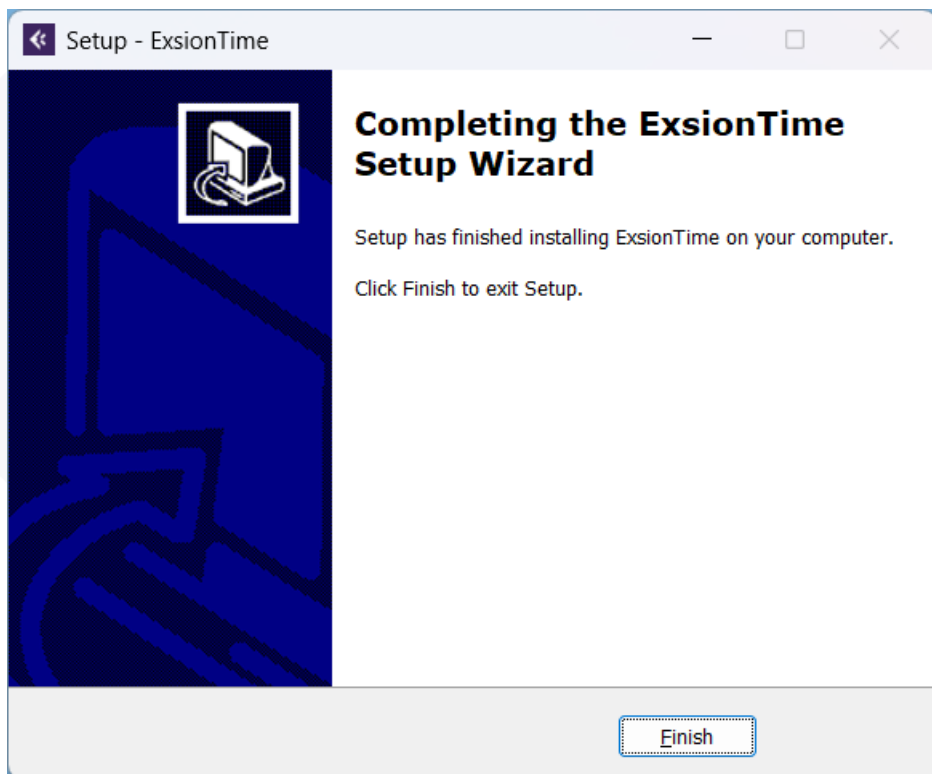 Setup - ExsionTime
Completing the ExsionTime
Setup Wizard
Setup has finished installing ExsionTime on your computer.
Click Finish to exit Setup.
Finish